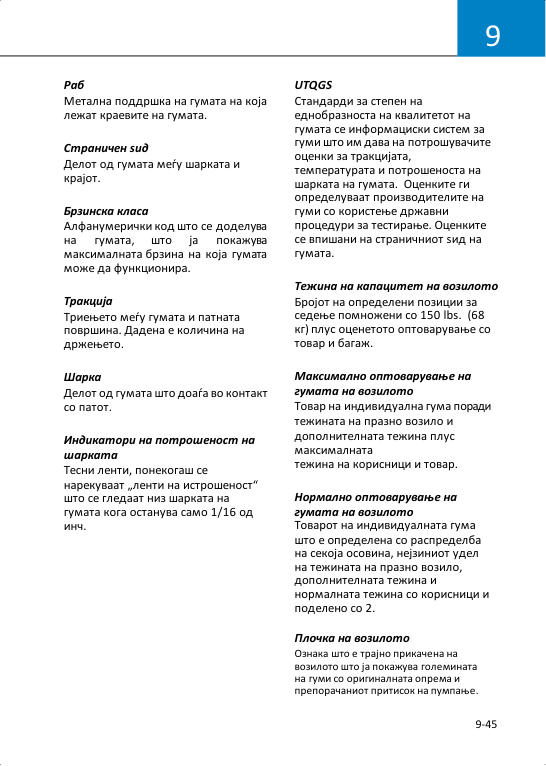 9
Раб
Метална поддршка на гумата на која
лежат краевите на гумата.
Страничен ѕид
Делот од гумата меѓу шарката и
крајот.
Брзинска класа
Алфанумерички код што се доделува
на гумата, што ја покажува
максималната брзина на која гумата
може да функционира.
Тракција
Триењето меѓу гумата и патната
површина. Дадена е количина на
држењето.
Шарка
Делот од гумата што доаѓа во контакт
со патот.
Индикатори на потрошеност на
шарката
Тесни ленти, понекогаш се
нарекуваат „ленти на истрошеност“
што се гледаат низ шарката на
гумата кога останува само 1/16 од
инч.
UTQGS
Стандарди за степен на
еднобразноста на квалитетот на
гумата се информациски систем за
гуми што им дава на потрошувачите
оценки за тракцијата,
температурата и потрошеноста на
шарката на гумата. Оценките ги
определуваат производителите на
гуми со користење државни
процедури за тестирање. Оценките
се впишани на страничниот ѕид на
гумата.
Тежина на капацитет на возилото
Бројот на определени позиции за
седење помножени со 150 lbs. (68
кг) плус оценетото оптоварување со
товар и багаж.
Максимално оптоварување на
гумата на возилото
Товар на индивидуална гума поради
тежината на празно возило и
дополнителната тежина плус
максималната
тежина на корисници и товар.
Нормално оптоварување на
гумата на возилото
Товарот на индивидуалната гума
што е определена со распределба
на секоја осовина, нејзиниот удел
на тежината на празно возило,
дополнителната тежина и
нормалната тежина со корисници и
поделено со 2.
Плочка на возилото
Ознака што е трајно прикачена на
возилото што ја покажува големината
на гуми со оригиналната опрема и
препорачаниот притисок на пумпање.
9-45